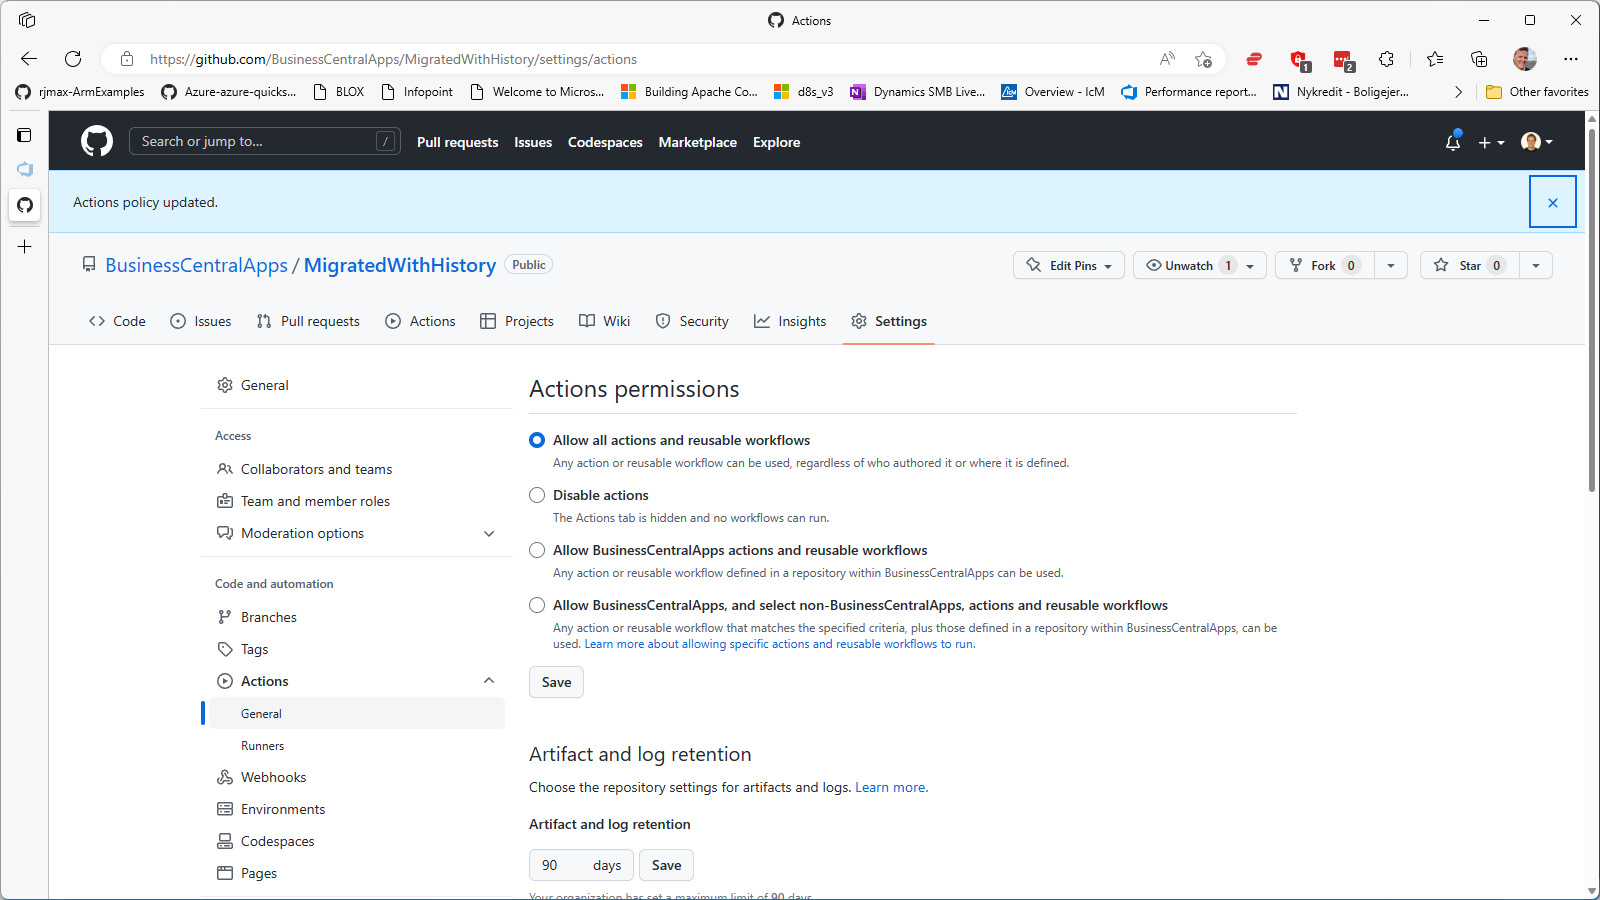 Actions
https://github.com/BusinessCentralApps/MigratedWithHistory/settings/actions
A))
1
2
rjmax-ArmExamples
Azure-azure-quicks...
BLOX
Infopoint
Welcome to Micros...
Building Apache Co...
d8s_v3
Dynamics SMB Live...
Overview - IcM
Performance report...
Nykredit - Boligejer...
Other favorites
Search or jump to...
/
Pull requests
Issues
Codespaces
Marketplace
Explore
Actions policy updated.
BusinessCentralApps / MigratedWithHistory Public
Edit Pins
Unwatch 1
Fork 0
Star 0
Code
Issues
Pull requests
Actions
Projects
Wiki
Security
Insights
Settings
General
Access
Collaborators and teams
Team and member roles
Moderation options
Code and automation
Branches
Tags
Actions
General
Runners
Webhooks
Environments
Codespaces
Pages
Actions permissions
Allow all actions and reusable workflows
Any action or reusable workflow can be used, regardless of who authored it or where it is defined.
Disable actions
The Actions tab is hidden and no workflows can run.
Allow BusinessCentralApps actions and reusable workflows
Any action or reusable workflow defined in a repository within BusinessCentralApps can be used.
Allow BusinessCentralApps, and select non-BusinessCentralApps, actions and reusable workflows
Any action or reusable workflow that matches the specified criteria, plus those defined in a repository within BusinessCentralApps, can be
used. Learn more about allowing specific actions and reusable workflows to run.
Save
Artifact and log retention
Choose the repository settings for artifacts and logs. Learn more.
Artifact and log retention
90 days
Save
Your organization has set a maximum limit of 90 days